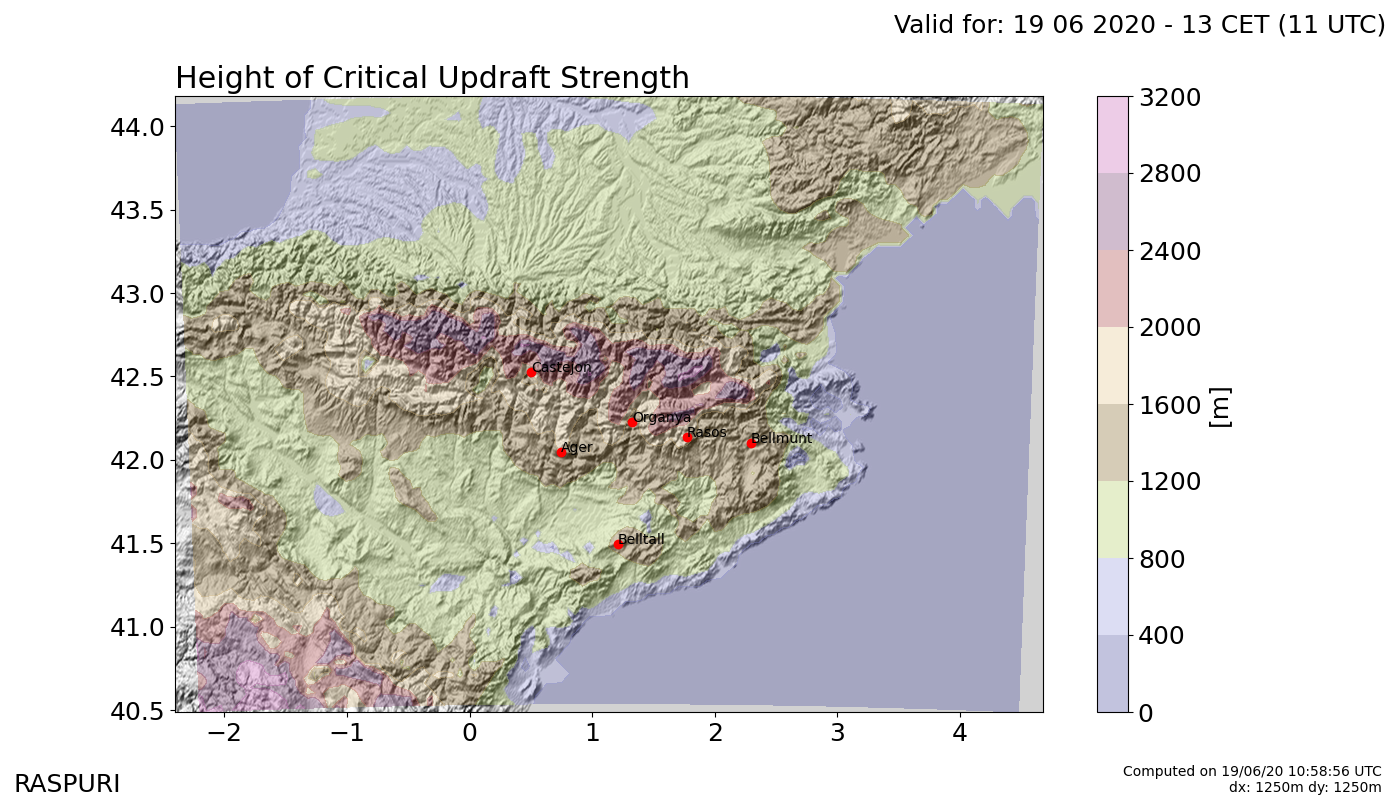 Valid for: 19 06 2020 - 13 CET (11 UTC)
Height of Critical Updraft Strength
44.0
43.5
43.0
42.5
42.0
41.5
41.0
40.5
−2
−1
0
1
2
3
4
Castejon
Organya
Rasos
Bellmunt
Ager
Belltall
3200
2800
2400
2000
1600
1200
800
400
0
[m]
RASPURI
Computed on 19/06/20 10:58:56 UTC
dx: 1250m dy: 1250m